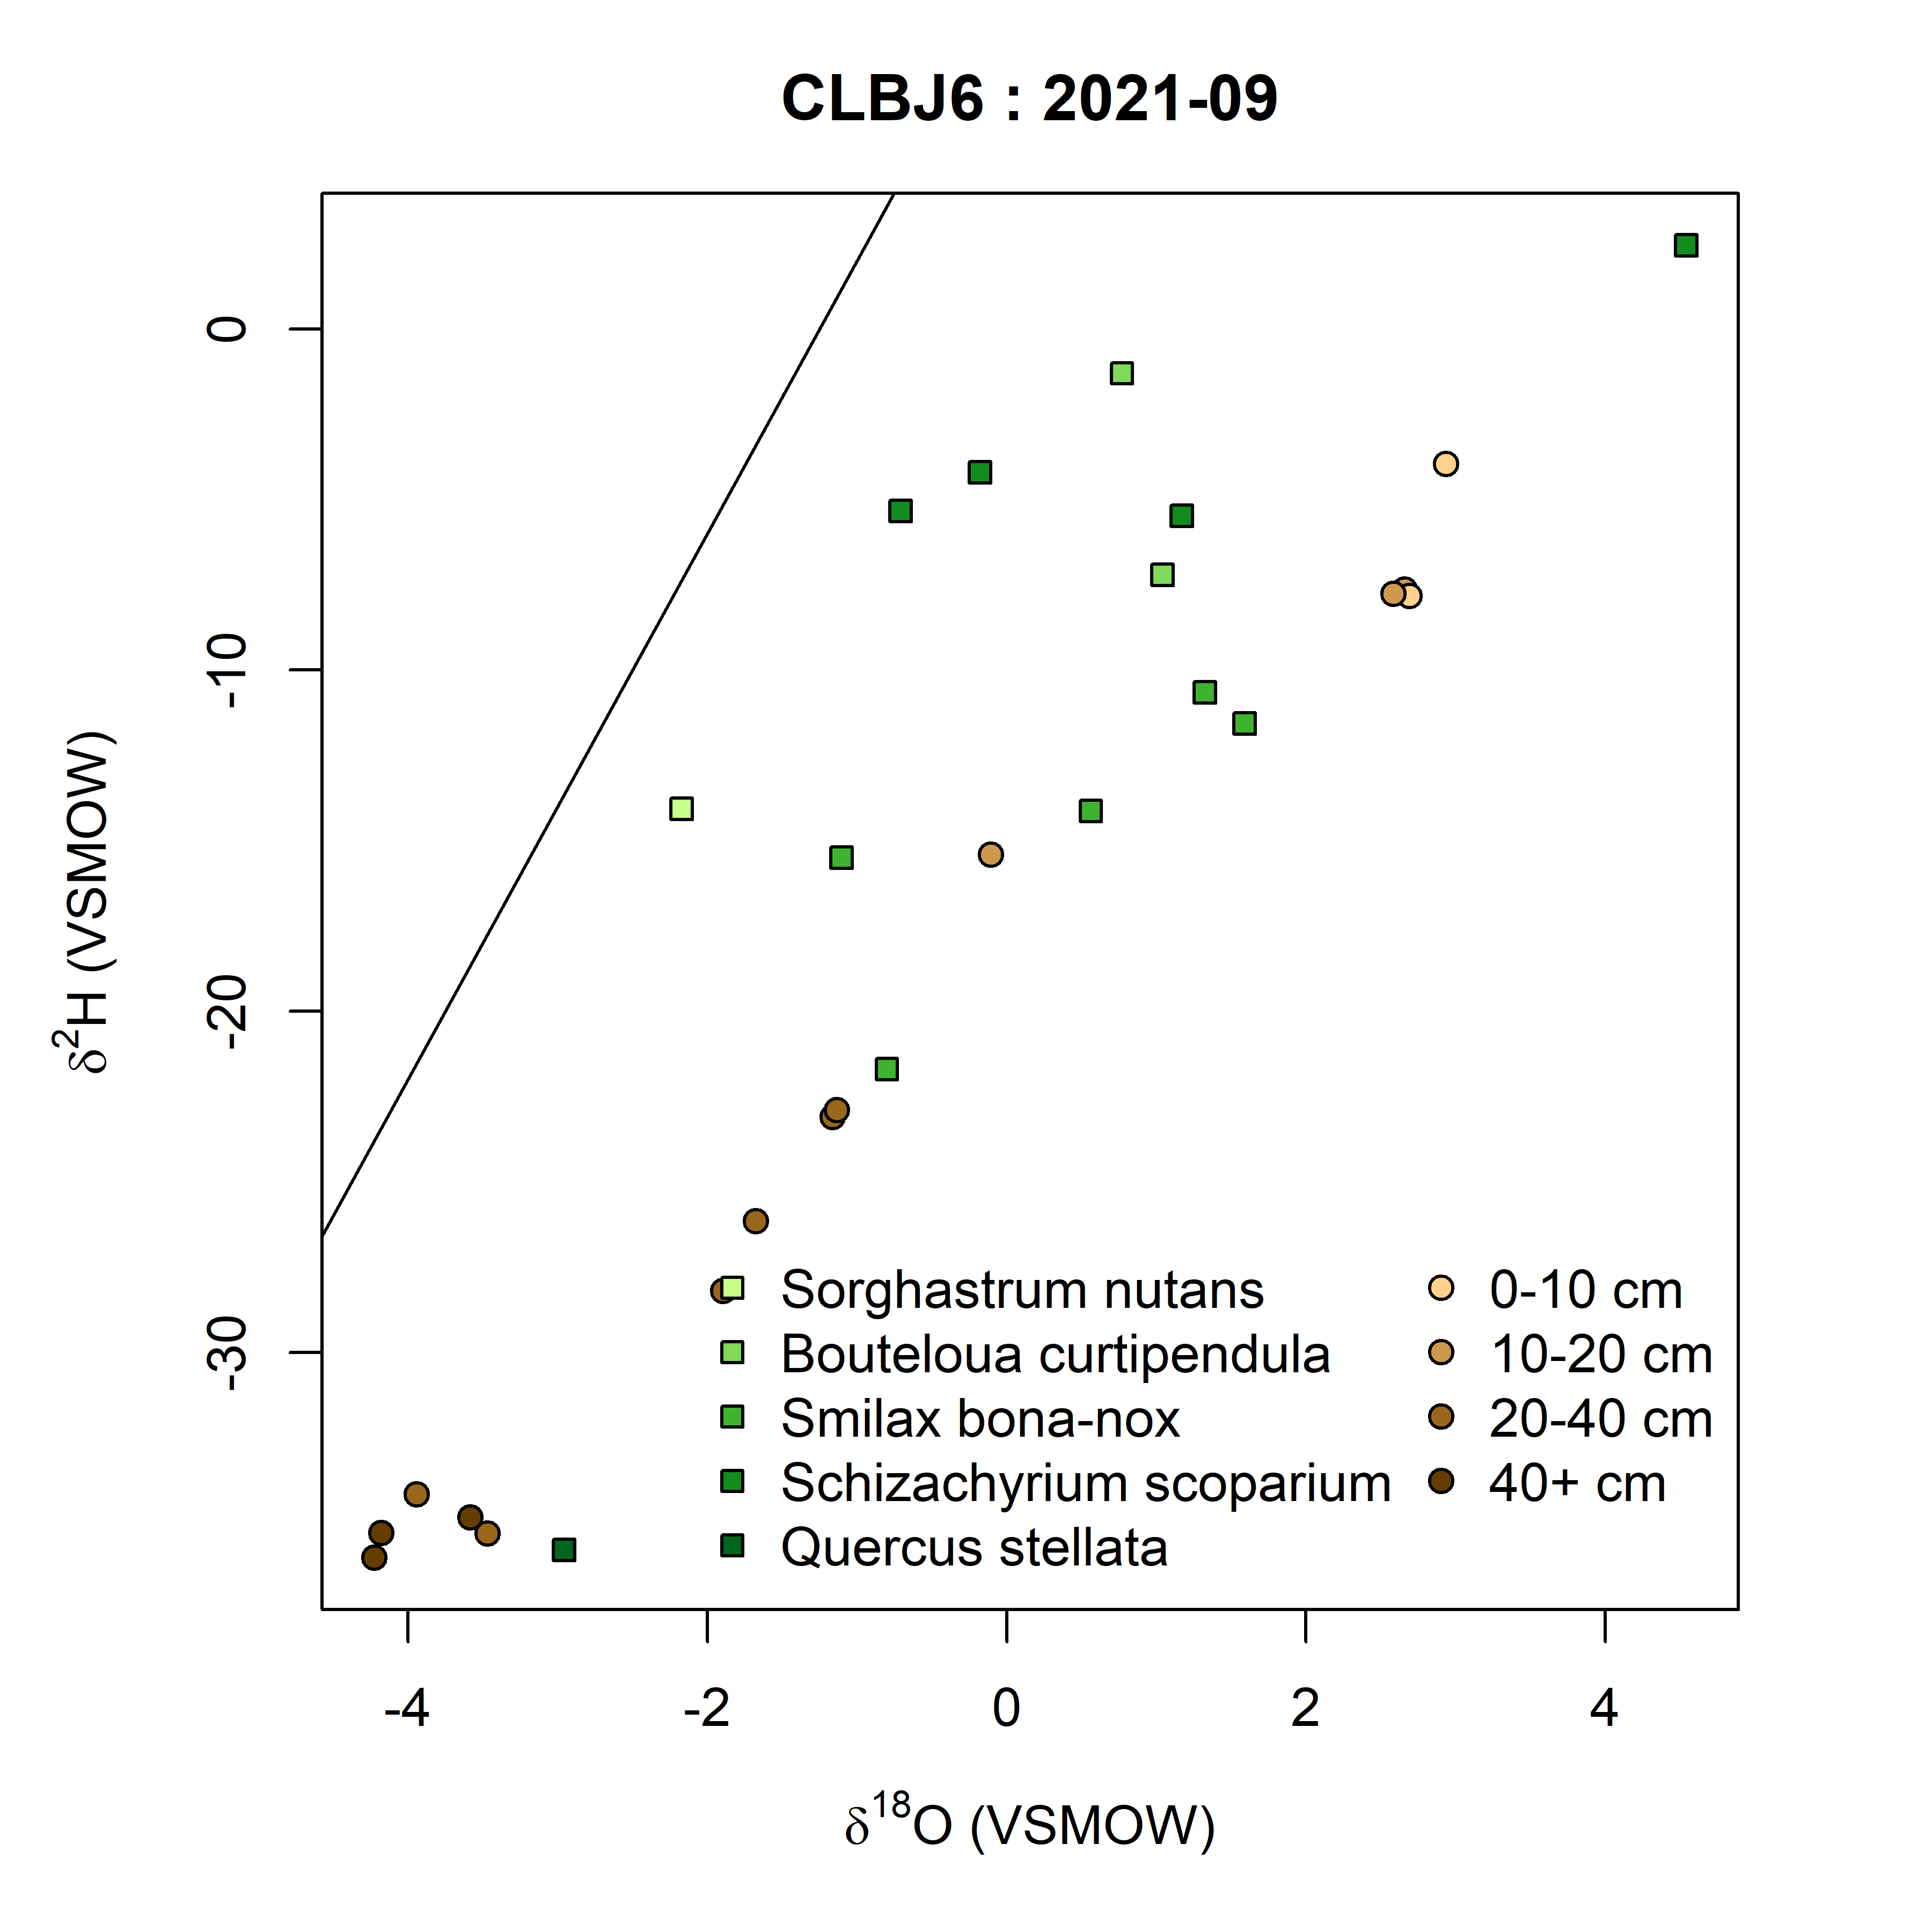 CLBJ6 : 2021-09
0
-10
-20
-30
δ²H (VSMOW)
Sorghastrum nutans
Bouteloua curtipendula
Smilax bona-nox
Schizachyrium scoparium
Quercus stellata
0-10 cm
10-20 cm
20-40 cm
40+ cm
-4 -2 0 2 4
δ¹⁸O (VSMOW)